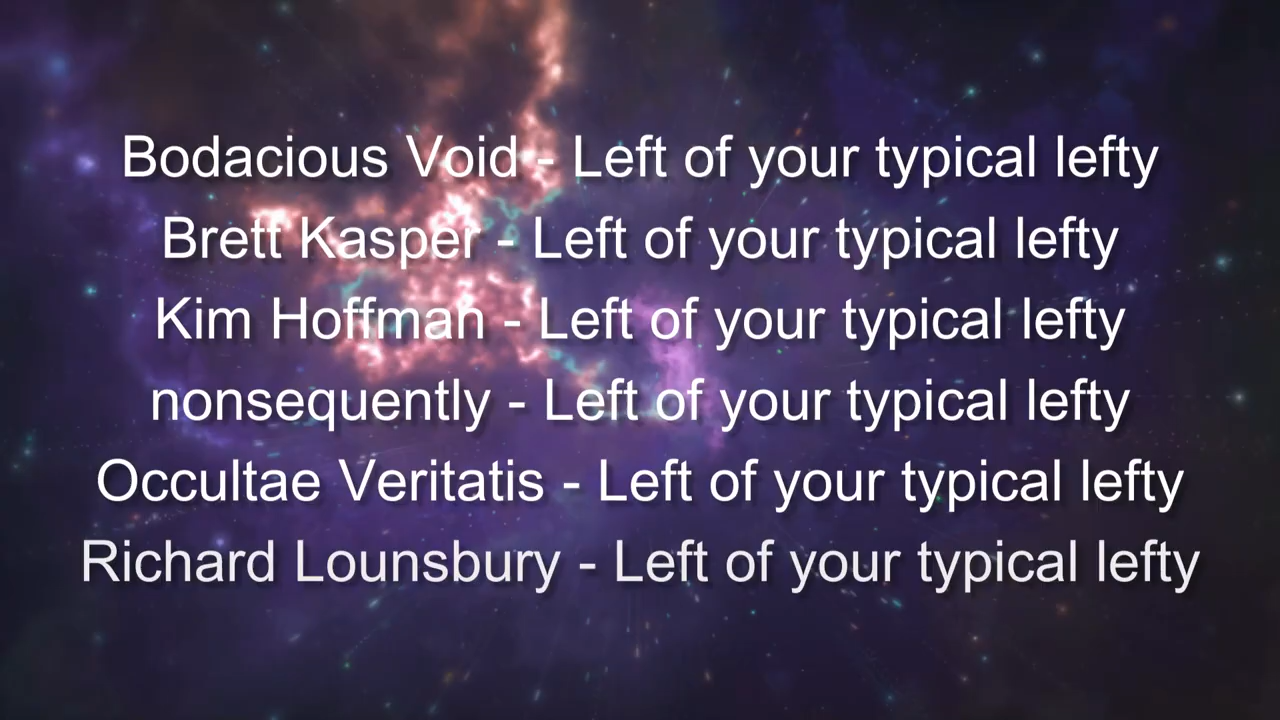 Bodacious Void - Left of your typical lefty
Brett Kasper - Left of your typical lefty
Kim Hoffman - Left of your typical lefty
nonsequently - Left of your typical lefty
Occultae Veritatis - Left of your typical lefty
Richard Lounsbury - Left of your typical lefty